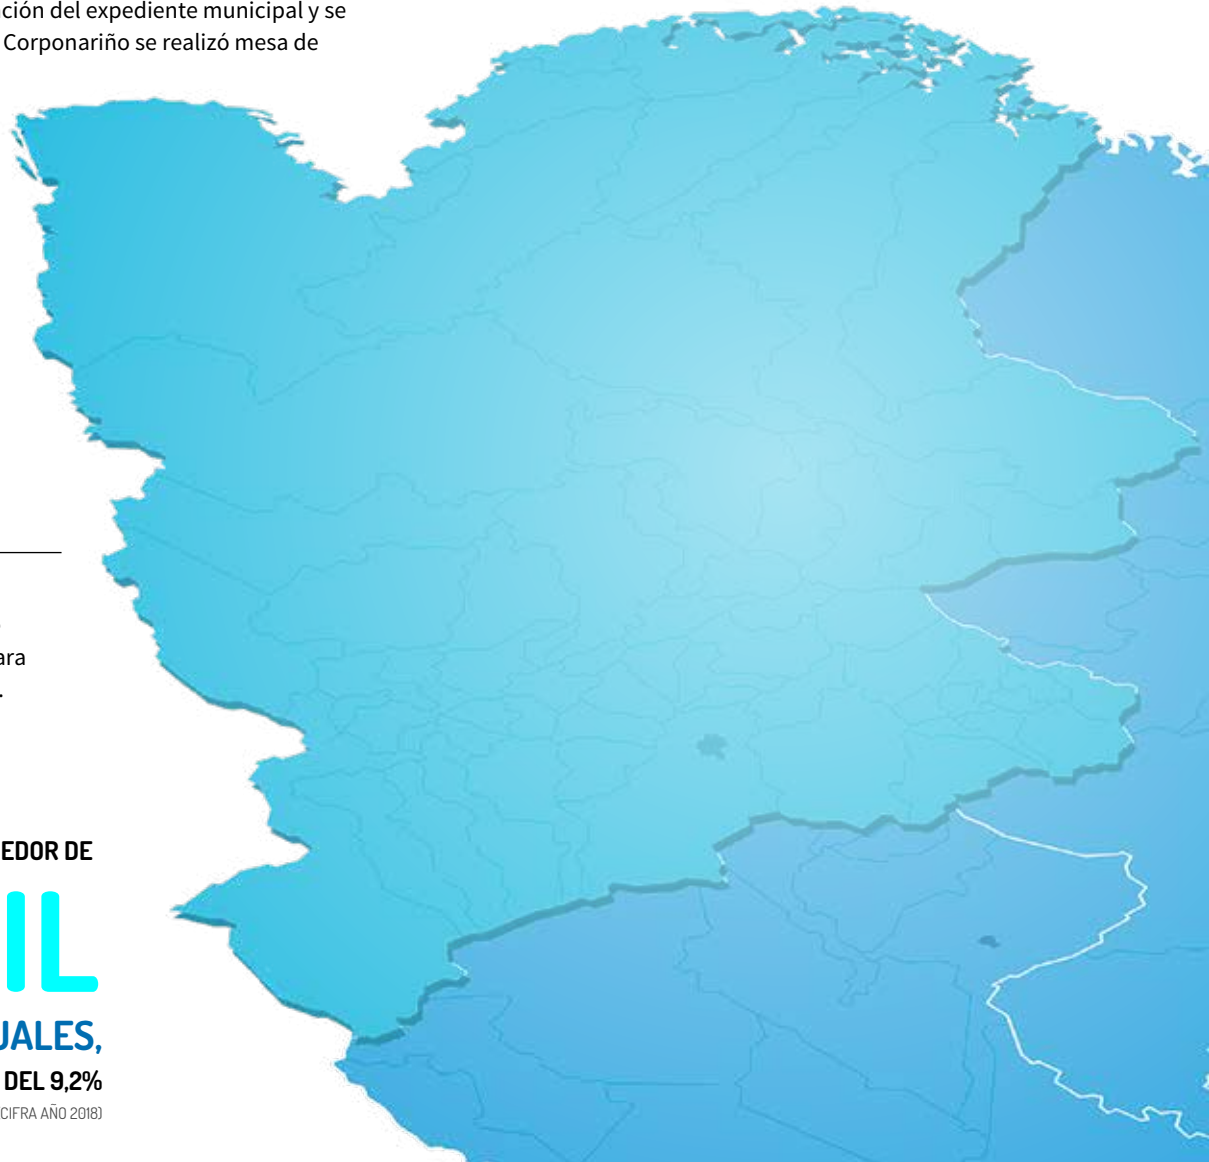 ción del expediente municipal y se
Corponariño se realizó mesa de
ara
.
EDOR DE
IL
UALES,
DEL 9,2%
CIFRA AÑO 2018)